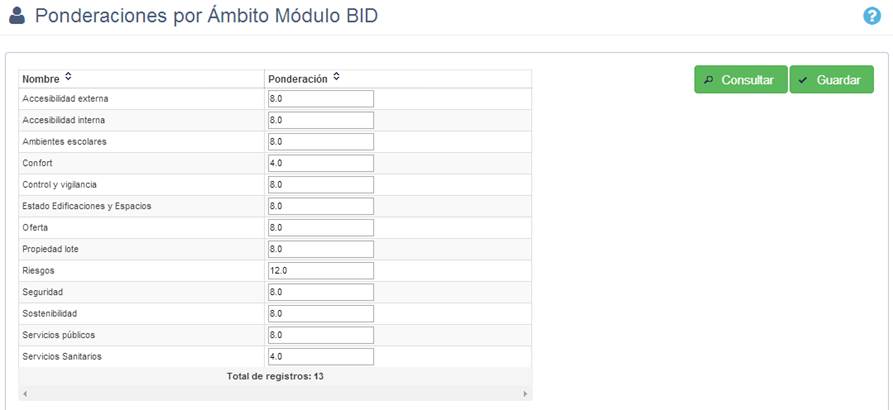 Ponderaciones por Ámbito Módulo BID
?
Consultar Guardar
Nombre Ponderación
Accesibilidad externa 8.0
Accesibilidad interna 8.0
Ambientes escolares 8.0
Confort 4.0
Control y vigilancia 8.0
Estado Edificaciones y Espacios 8.0
Oferta 8.0
Propiedad lote 8.0
Riesgos 12.0
Seguridad 8.0
Sostenibilidad 8.0
Servicios públicos 8.0
Servicios Sanitarios 4.0
Total de registros: 13